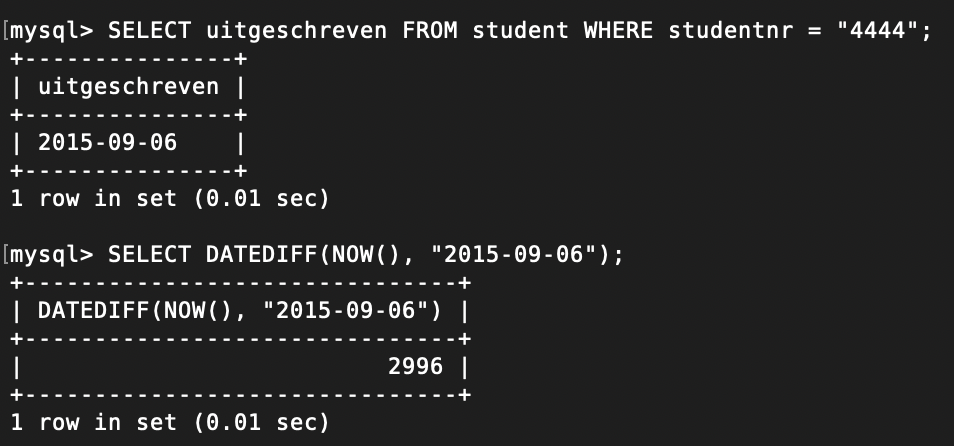 [mysql> SELECT uitgeschreven FROM student WHERE studentnr = "4444";
+---------------+
| uitgeschreven |
+---------------+
| 2015-09-06    |
+---------------+
1 row in set (0.01 sec)

[mysql> SELECT DATEDIFF(NOW(), "2015-09-06");
+-------------------------------+
| DATEDIFF(NOW(), "2015-09-06") |
+-------------------------------+
|                          2996 |
+-------------------------------+
1 row in set (0.01 sec)